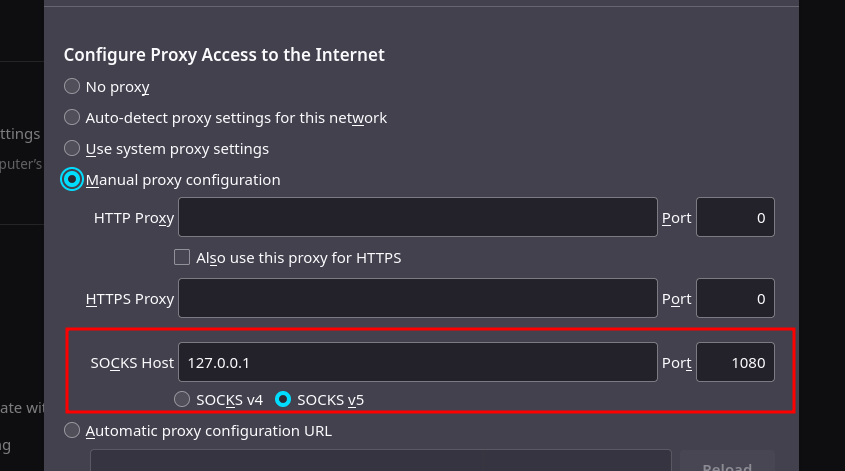 Configure Proxy Access to the Internet
No proxy
Auto-detect proxy settings for this network
ttings
Use system proxy settings
puter's
Manual proxy configuration
HTTP Proxy Port 0
Also use this proxy for HTTPS
HTTPS Proxy Port 0
SOCKS Host 127.0.0.1 Port 1080
SOCKS v4 SOCKS v5
ate wit
Automatic proxy configuration URL
g
Reload